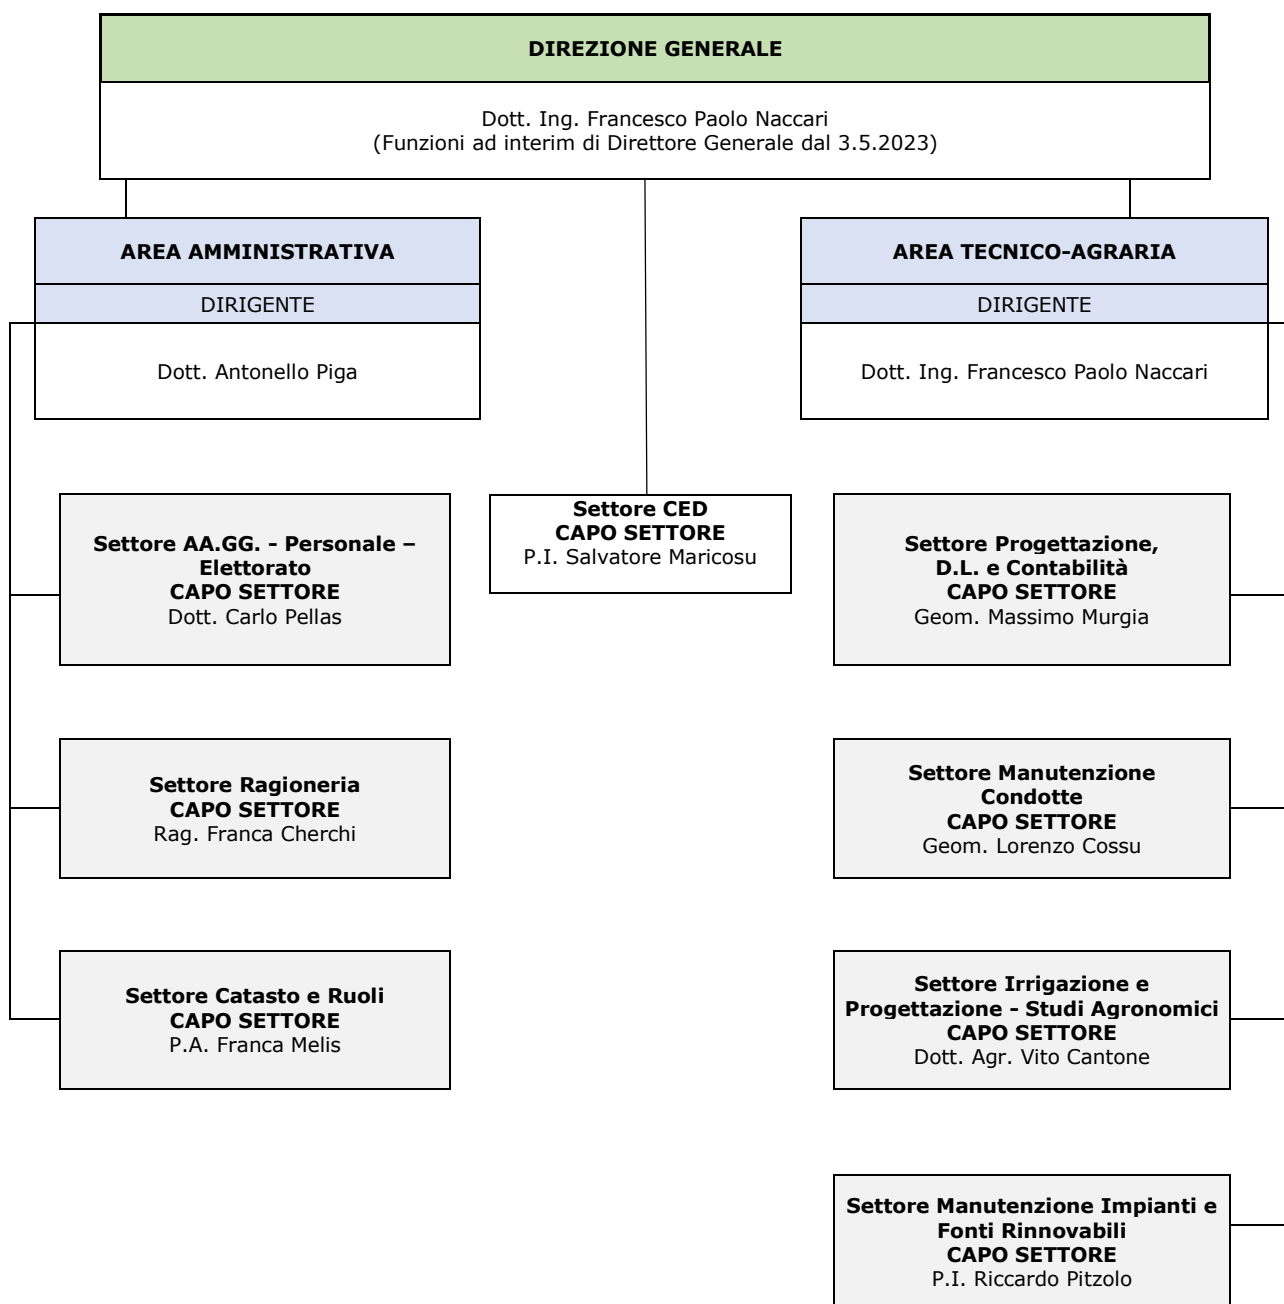 DIREZIONE GENERALE
Dott. Ing. Francesco Paolo Naccari
(Funzioni ad interim di Direttore Generale dal 3.5.2023)
AREA AMMINISTRATIVA
DIRIGENTE
Dott. Antonello Piga
AREA TECNICO-AGRARIA
DIRIGENTE
Dott. Ing. Francesco Paolo Naccari
Settore AA.GG. - Personale –
Elettorato
CAPO SETTORE
Dott. Carlo Pellas
Settore CED
CAPO SETTORE
P.I. Salvatore Maricosu
Settore Progettazione,
D.L. e Contabilità
CAPO SETTORE
Geom. Massimo Murgia
Settore Ragioneria
CAPO SETTORE
Rag. Franca Cherchi
Settore Manutenzione
Condotte
CAPO SETTORE
Geom. Lorenzo Cossu
Settore Catasto e Ruoli
CAPO SETTORE
P.A. Franca Melis
Settore Irrigazione e
Progettazione - Studi Agronomici
CAPO SETTORE
Dott. Agr. Vito Cantone
Settore Manutenzione Impianti e
Fonti Rinnovabili
CAPO SETTORE
P.I. Riccardo Pitzolo